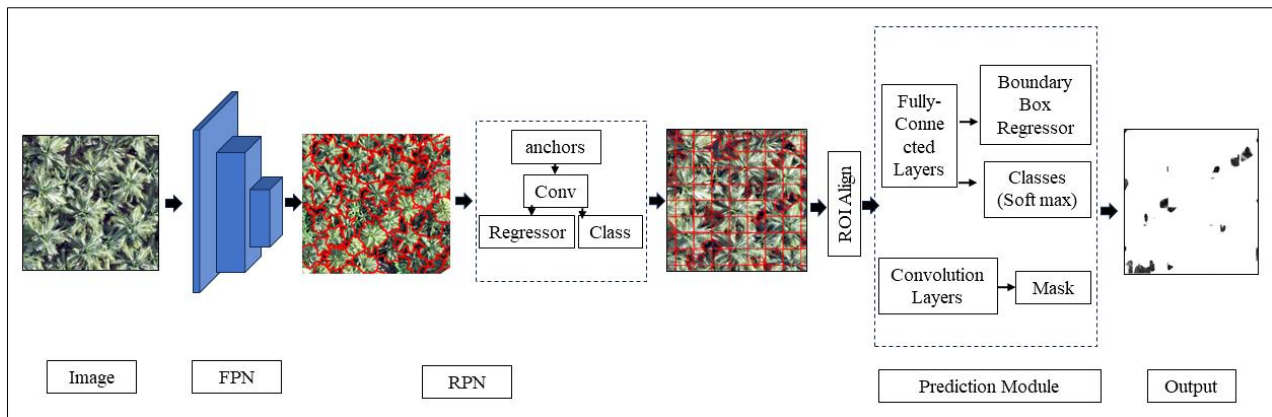 anchors
Conv
Regressor
Class
ROI Align
Fully-
Conne
cted
Layers
Boundary
Box
Regressor
Classes
(Soft max)
Convolution
Layers
Mask
Image
FPN
RPN
Prediction Module
Output